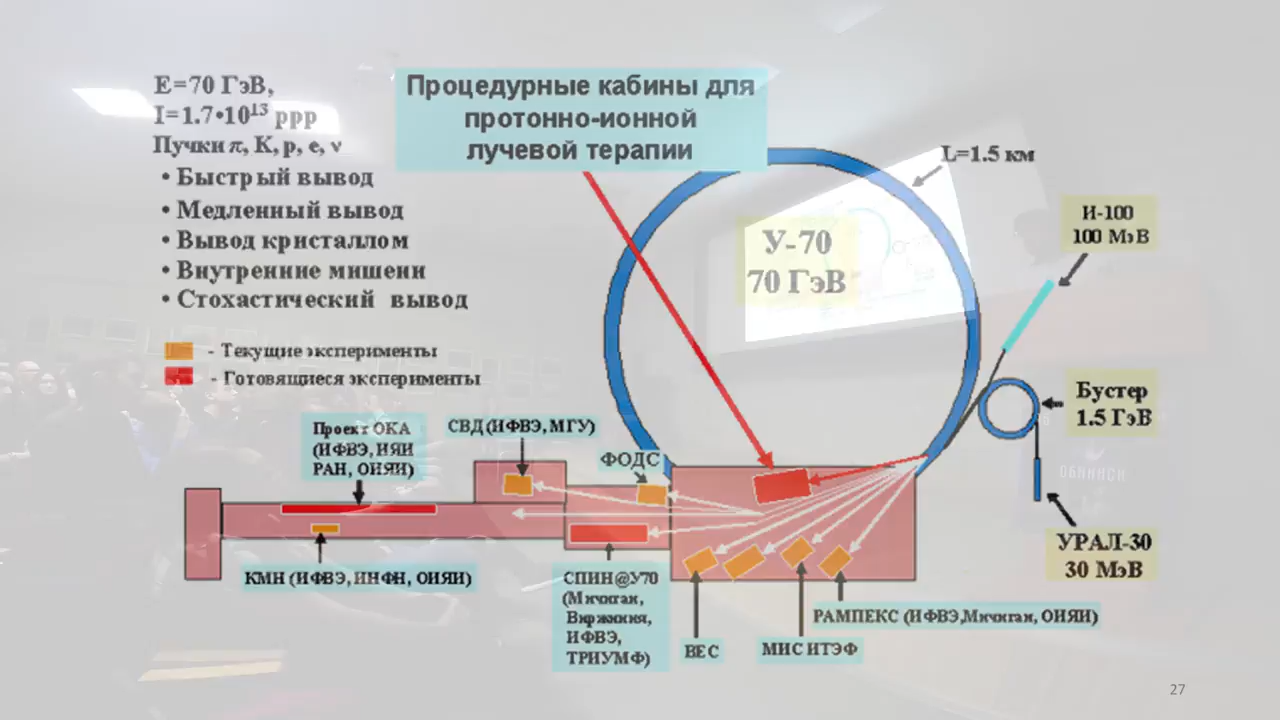 E=70 ГэВ,
I=1.7•10¹³ ppp
Пучки π, K, p, e, ν
• Быстрый вывод
• Медленный вывод
• Вывод кристаллом
• Внутренние мишени
• Стохастический вывод
- Текущие эксперименты
- Готовящиеся эксперименты
Процедурные кабины для
протонно-ионной
лучевой терапии
L=1.5 км
У-70
70 ГэВ
И-100
100 МэВ
Бустер
1.5 ГэВ
ОБНИНСК
УРАЛ-30
30 МэВ
Проект ОКА
(ИФВЭ, ИЯИ
РАН, ОИЯИ)
СВД (ИФВЭ, МГУ)
ФОДС
КМН (ИФВЭ, ИНФН, ОИЯИ)
СПИН@У70
(Мичиган,
Виржиния,
ИФВЭ,
ТРИУМФ)
ВЕС
МИС ИТЭФ
РАМПЕКС (ИФВЭ,Мичиган, ОИЯИ)
27